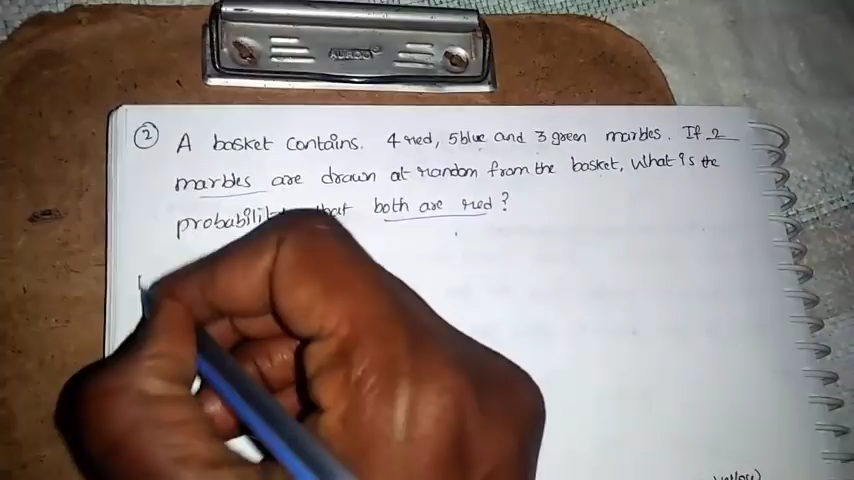 ② A basket contains. 4 red, 5 blue and 3 green marbles. If 2
marbles are drawn at random from the basket, What is the
that both are red?